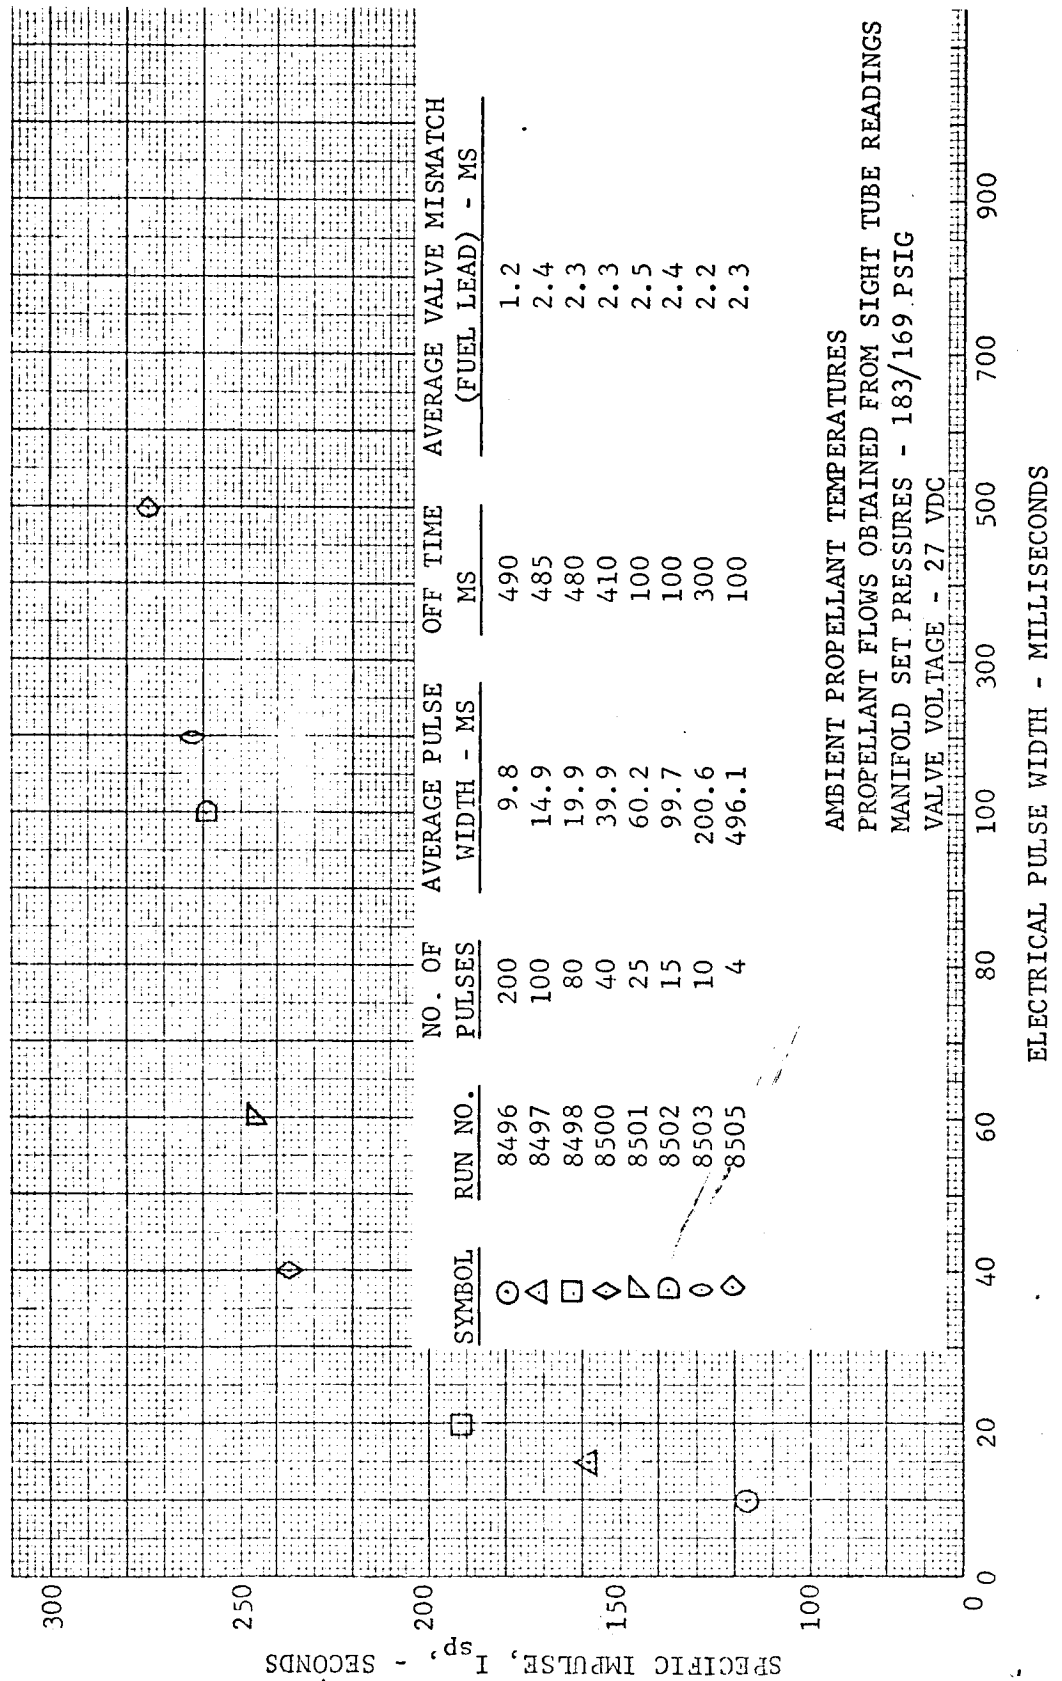 SPECIFIC IMPULSE, Isp, - SECONDS
300
250
200
150
100
0
SYMBOL RUN NO. NO. OF PULSES AVERAGE PULSE WIDTH - MS OFF TIME MS AVERAGE VALVE MISMATCH (FUEL LEAD) - MS
8496 200 9.8 490 1.2
8497 100 14.9 485 2.4
8498 80 19.9 480 2.3
8500 40 39.9 410 2.3
8501 25 60.2 100 2.5
8502 15 99.7 100 2.4
8503 10 200.6 300 2.2
8505 4 496.1 100 2.3
AMBIENT PROPELLANT TEMPERATURES
PROPELLANT FLOWS OBTAINED FROM SIGHT TUBE READINGS
MANIFOLD SET PRESSURES - 183/169 PSIG
VALVE VOLTAGE - 27 VDC
0 20 40 60 80 100 300 500 700 900
ELECTRICAL PULSE WIDTH - MILLISECONDS